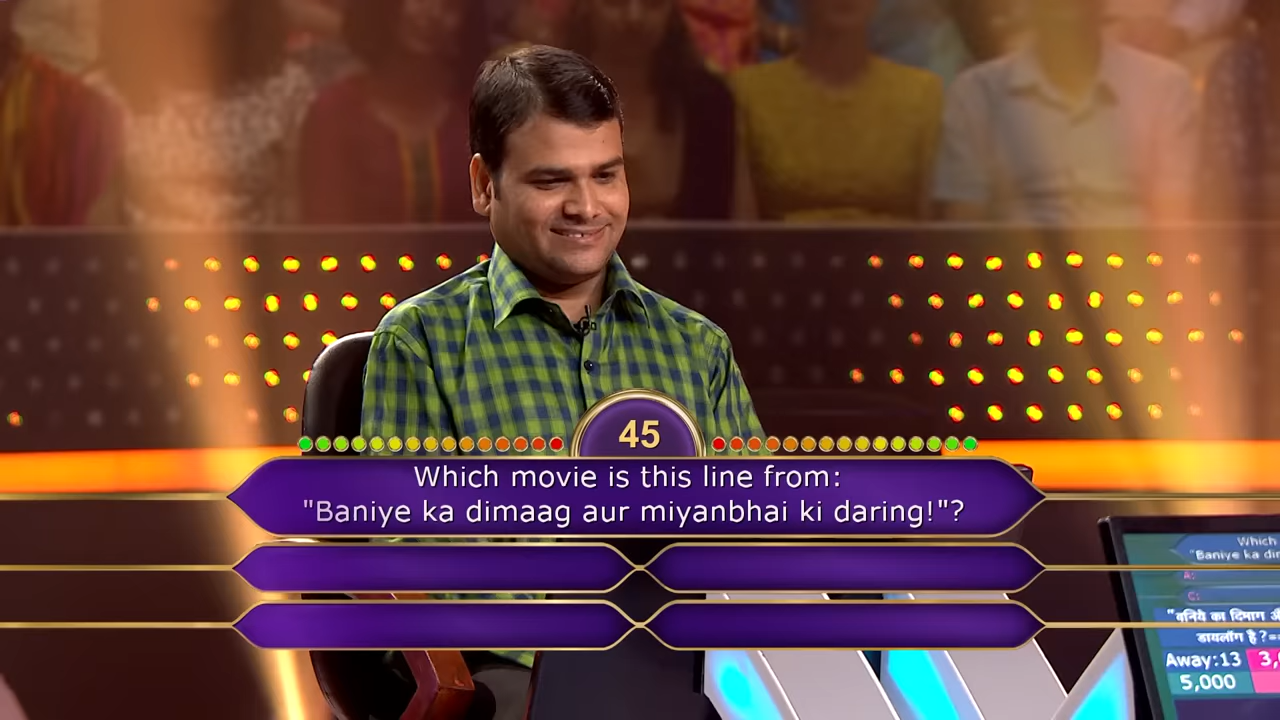 45
Which movie is this line from:
"Baniye ka dimaag aur miyanbhai ki daring!"?
Which
"Baniye ka
A:
C:
"बनिये का दिमाग
डायलॉग है?
Away:13
5,000